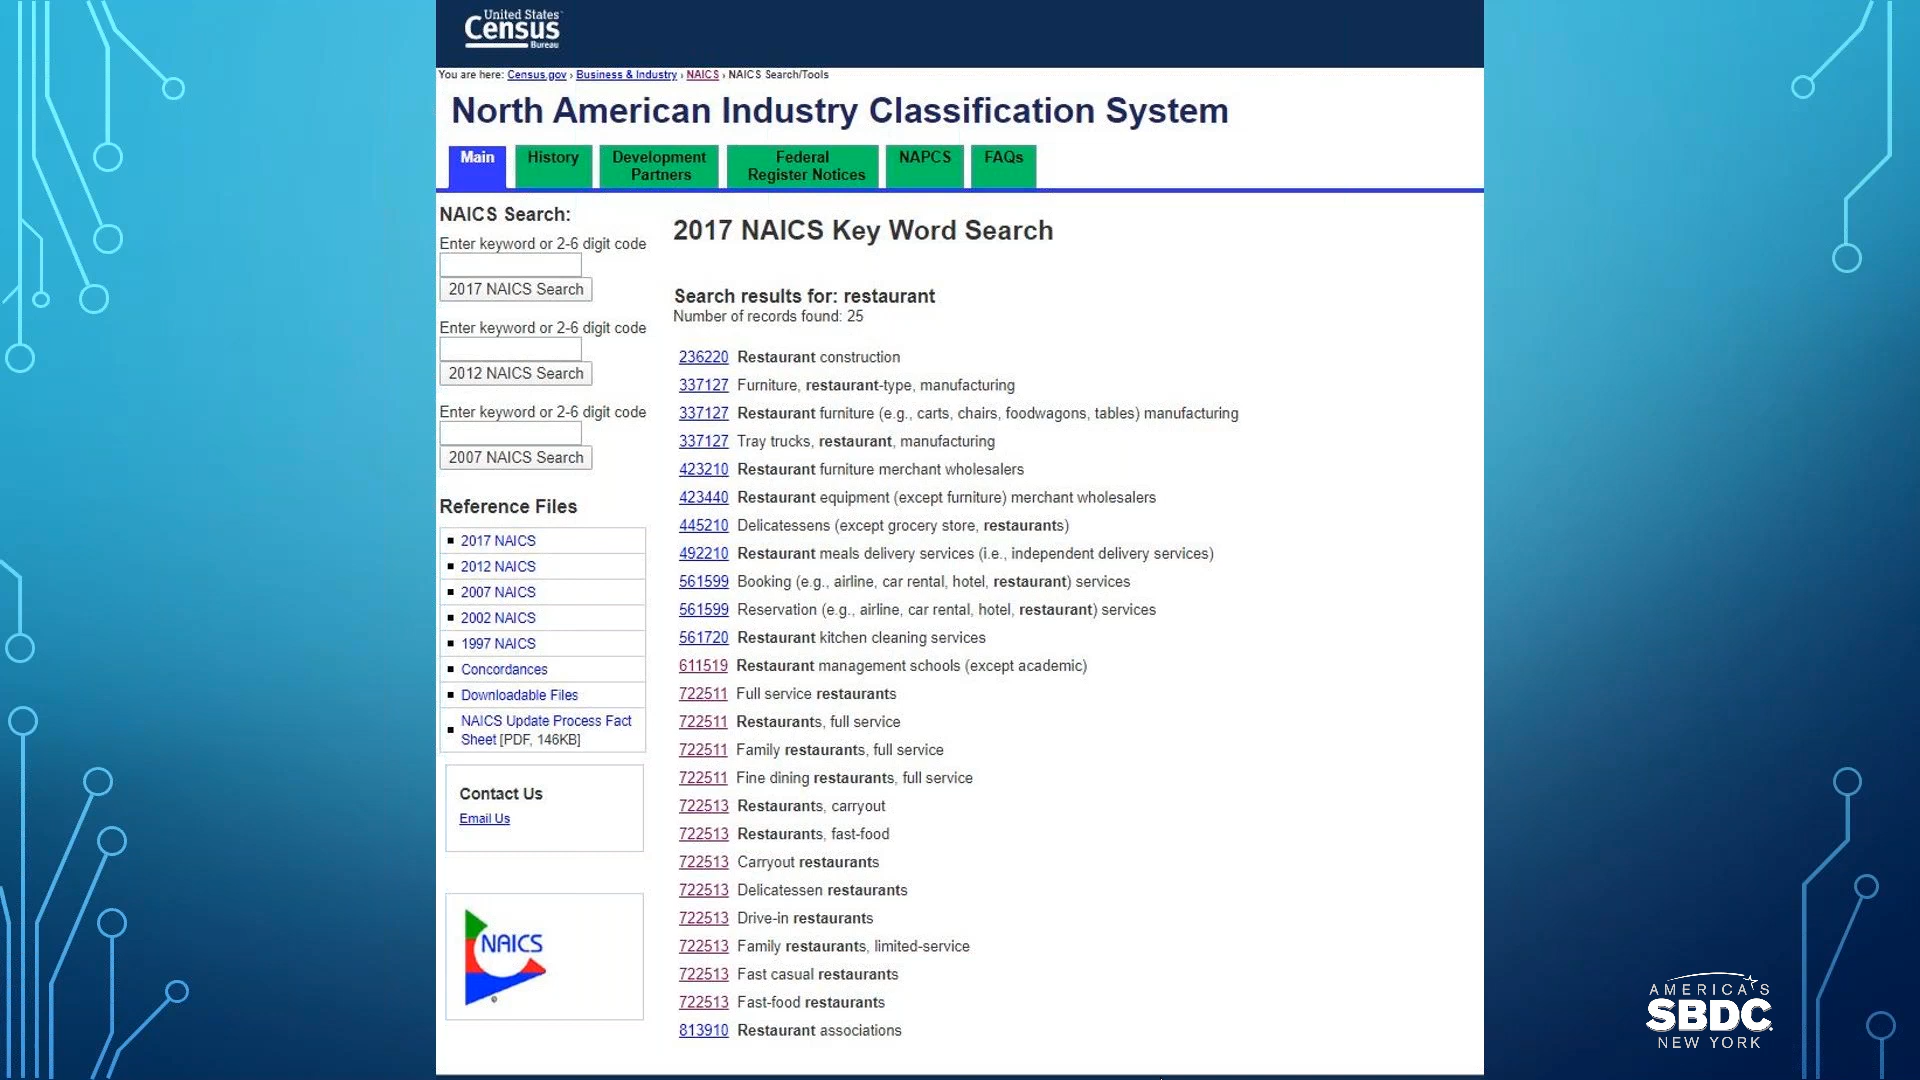 United States
Census
Bureau
You are here: Census.gov › Business & Industry › NAICS › NAICS Search/Tools
North American Industry Classification System
Main
History
Development
Partners
Federal
Register Notices
NAPCS
FAQs
NAICS Search:
Enter keyword or 2-6 digit code
2017 NAICS Search
Enter keyword or 2-6 digit code
2012 NAICS Search
Enter keyword or 2-6 digit code
2007 NAICS Search
Reference Files
2017 NAICS
2012 NAICS
2007 NAICS
2002 NAICS
1997 NAICS
Concordances
Downloadable Files
NAICS Update Process Fact
Sheet [PDF, 146KB]
Contact Us
Email Us
NAICS
®
2017 NAICS Key Word Search
Search results for: restaurant
Number of records found: 25
236220 Restaurant construction
337127 Furniture, restaurant-type, manufacturing
337127 Restaurant furniture (e.g., carts, chairs, foodwagons, tables) manufacturing
337127 Tray trucks, restaurant, manufacturing
423210 Restaurant furniture merchant wholesalers
423440 Restaurant equipment (except furniture) merchant wholesalers
445210 Delicatessens (except grocery store, restaurants)
492210 Restaurant meals delivery services (i.e., independent delivery services)
561599 Booking (e.g., airline, car rental, hotel, restaurant) services
561599 Reservation (e.g., airline, car rental, hotel, restaurant) services
561720 Restaurant kitchen cleaning services
611519 Restaurant management schools (except academic)
722511 Full service restaurants
722511 Restaurants, full service
722511 Family restaurants, full service
722511 Fine dining restaurants, full service
722513 Restaurants, carryout
722513 Restaurants, fast-food
722513 Carryout restaurants
722513 Delicatessen restaurants
722513 Drive-in restaurants
722513 Family restaurants, limited-service
722513 Fast casual restaurants
722513 Fast-food restaurants
813910 Restaurant associations
AMERICA'S
SBDC
NEW YORK